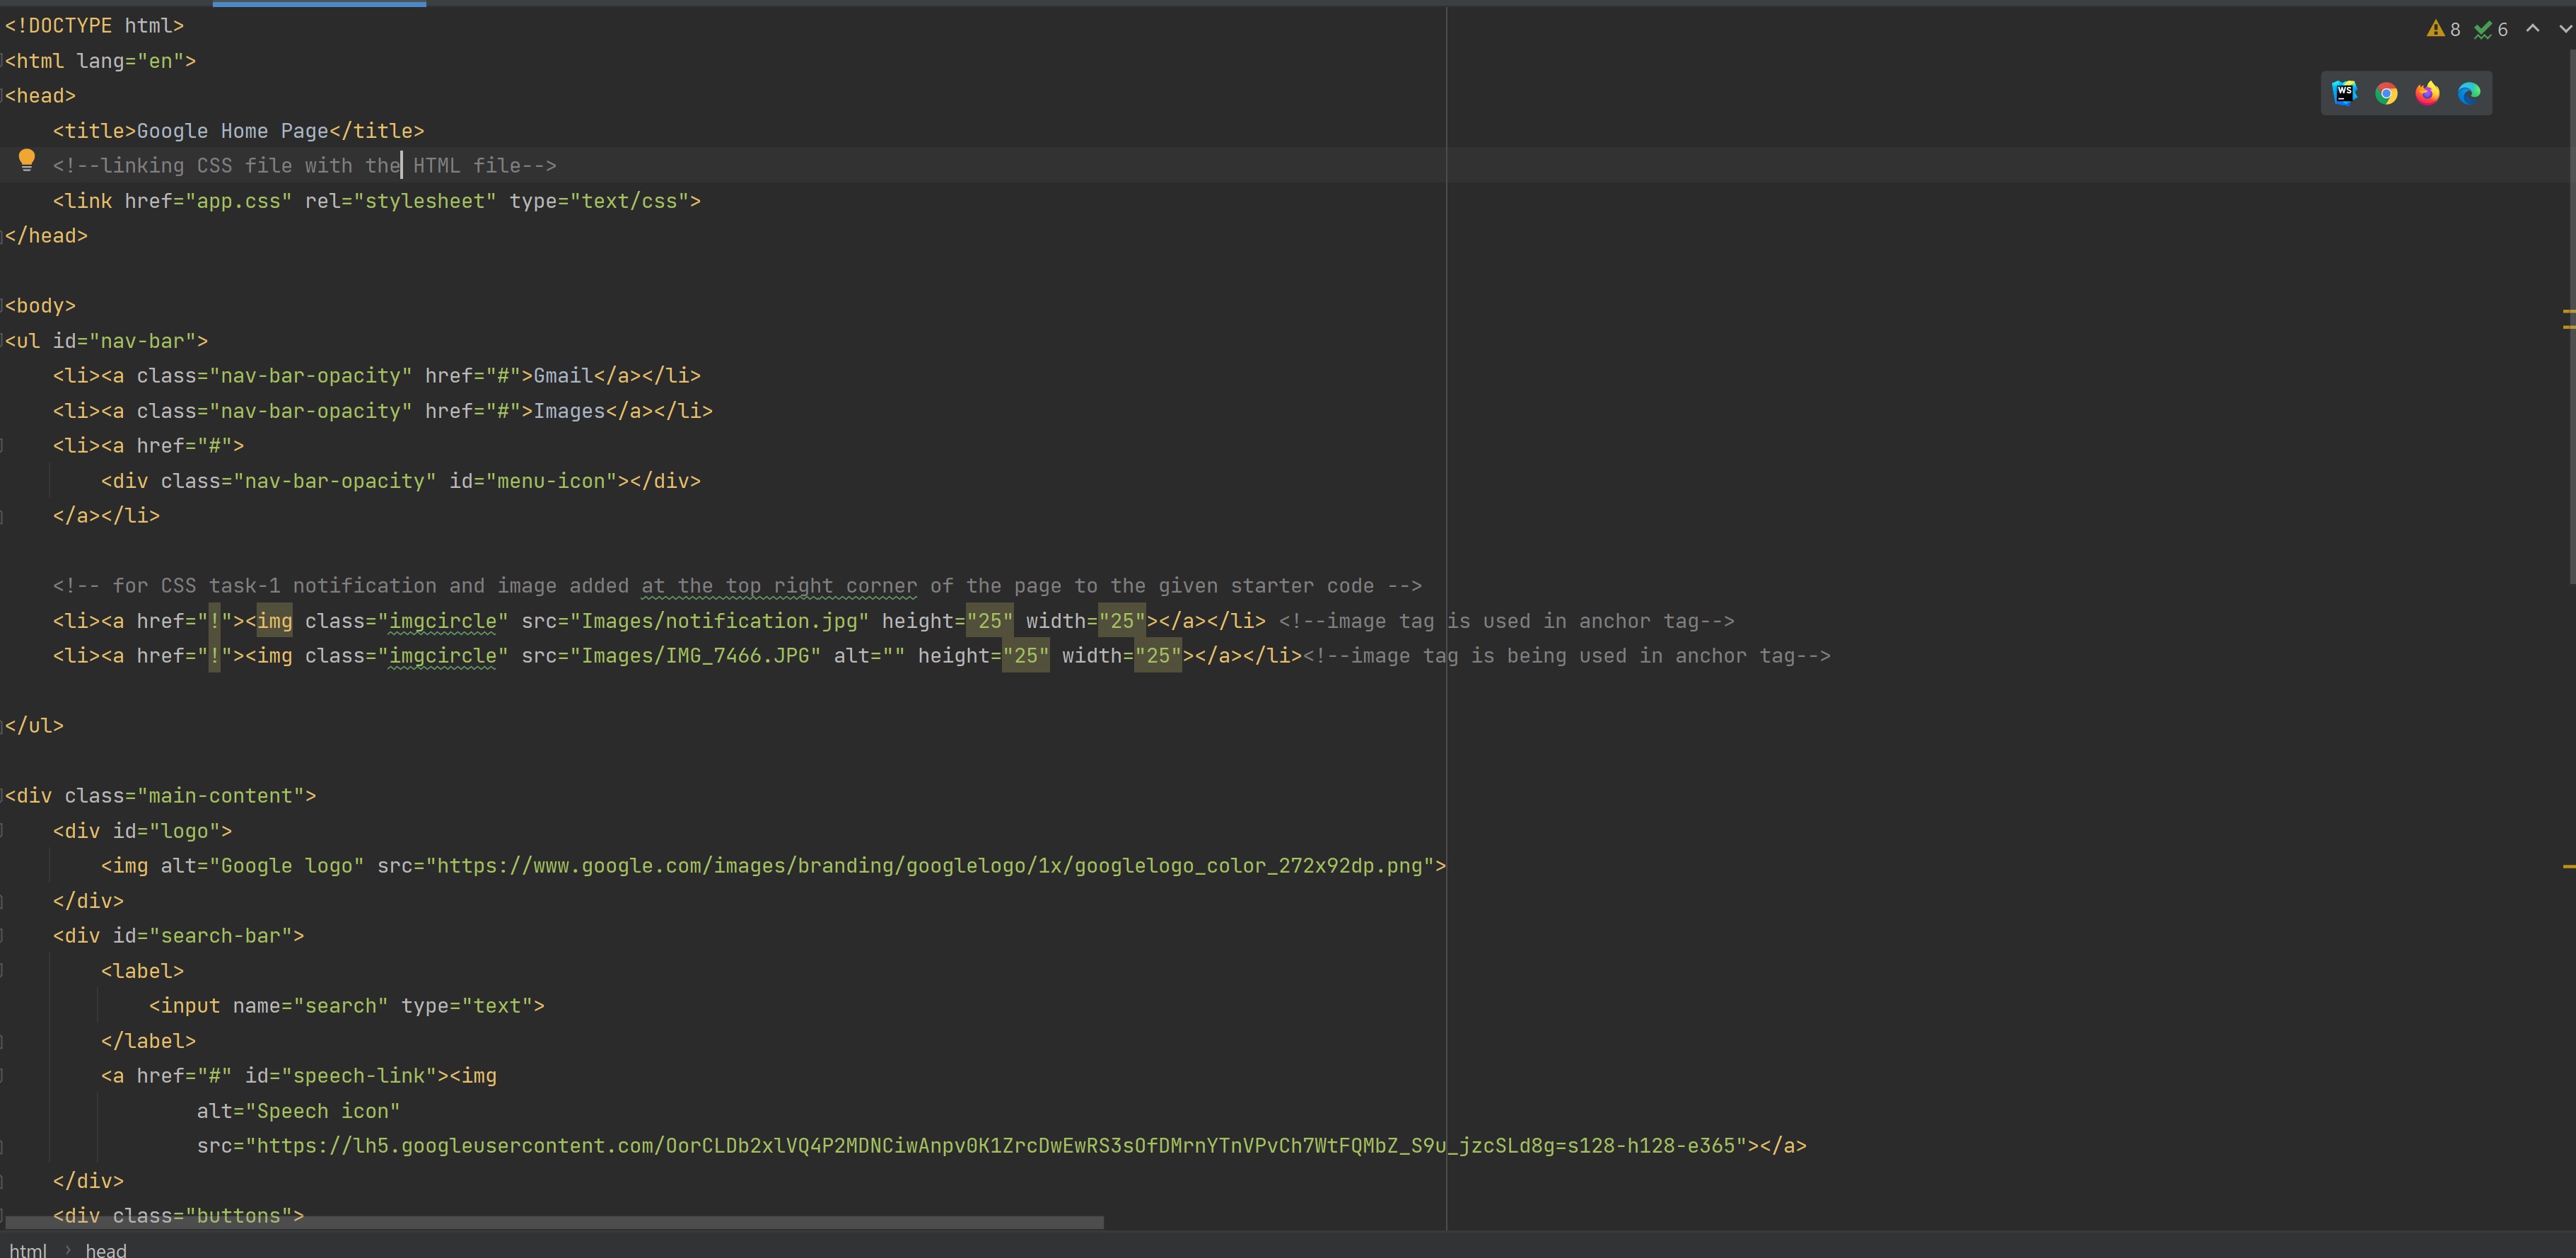 <!DOCTYPE html>
8 6
<html lang="en">
<head>
WS
    <title>Google Home Page</title>
    <!--linking CSS file with the HTML file-->
    <link href="app.css" rel="stylesheet" type="text/css">
</head>
<body>
<ul id="nav-bar">
    <li><a class="nav-bar-opacity" href="#">Gmail</a></li>
    <li><a class="nav-bar-opacity" href="#">Images</a></li>
    <li><a href="#">
        <div class="nav-bar-opacity" id="menu-icon"></div>
    </a></li>
    <!-- for CSS task-1 notification and image added at the top right corner of the page to the given starter code -->
    <li><a href="!"><img class="imgcircle" src="Images/notification.jpg" height="25" width="25"></a></li> <!--image tag is used in anchor tag-->
    <li><a href="!"><img class="imgcircle" src="Images/IMG_7466.JPG" alt="" height="25" width="25"></a></li><!--image tag is being used in anchor tag-->
</ul>
<div class="main-content">
    <div id="logo">
        <img alt="Google logo" src="https://www.google.com/images/branding/googlelogo/1x/googlelogo_color_272x92dp.png">
    </div>
    <div id="search-bar">
        <label>
            <input name="search" type="text">
        </label>
        <a href="#" id="speech-link"><img
                alt="Speech icon"
                src="https://lh5.googleusercontent.com/OorCLDb2xlVQ4P2MDNCiwAnpv0K1ZrcDwEwRS3sOfDMrnYTnVPvCh7WtFQMbZ_S9u_jzcSLd8g=s128-h128-e365"></a>
    </div>
    <div class="buttons">
html › head